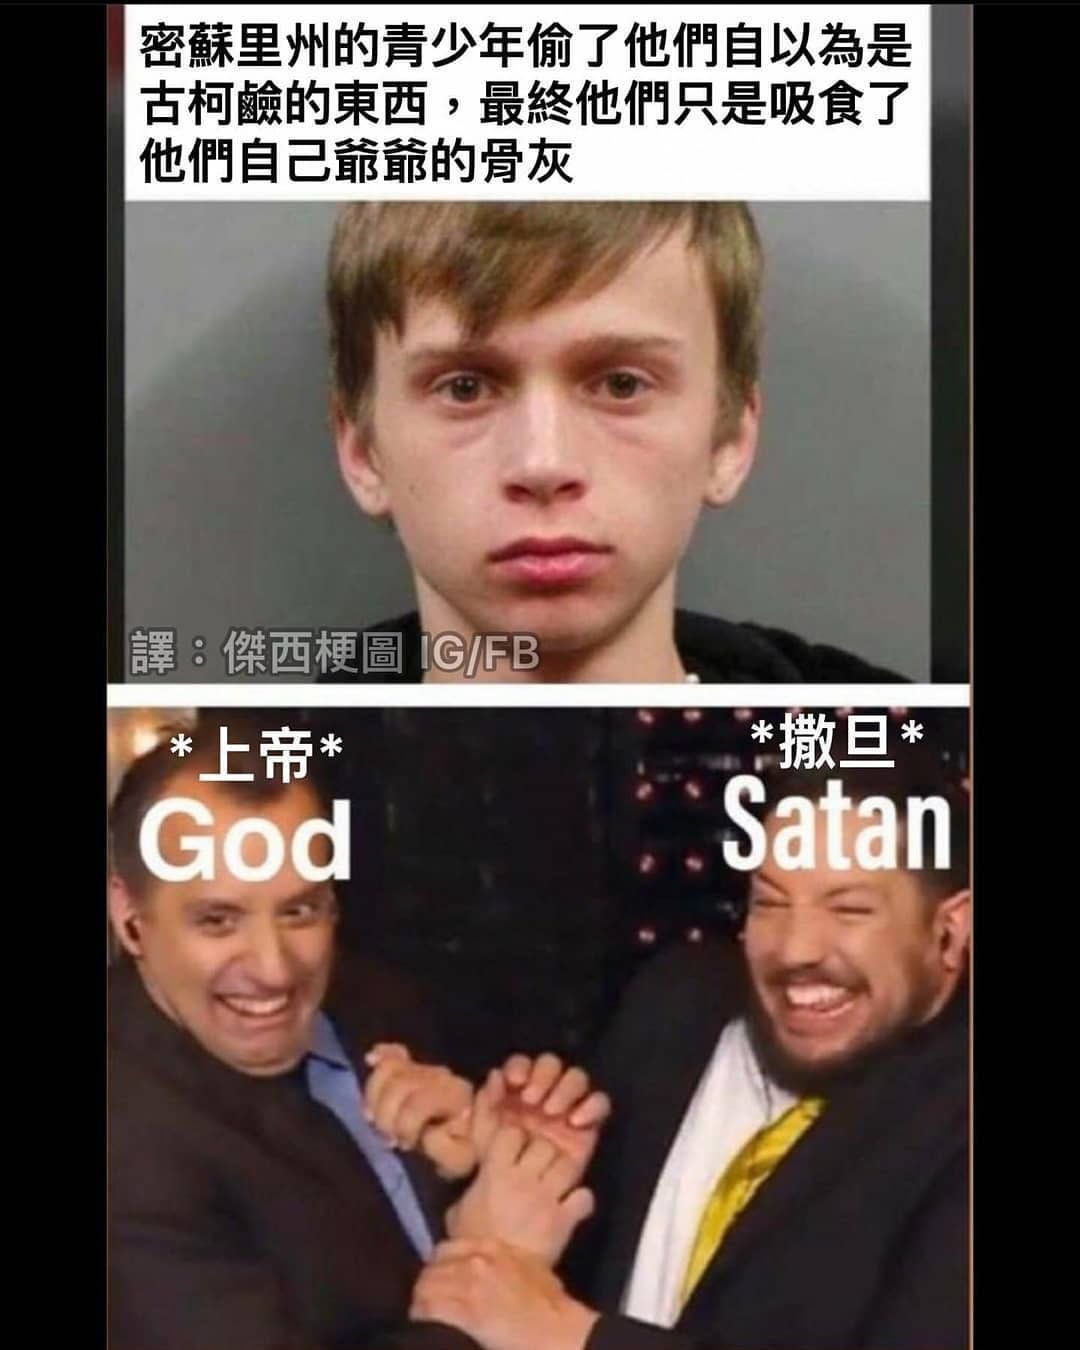 密蘇里州的青少年偷了他們自以為是
古柯鹼的東西，最終他們只是吸食了
他們自己爺爺的骨灰
譯：傑西梗圖 IG/FB
*上帝*
God
*撒旦*
Satan